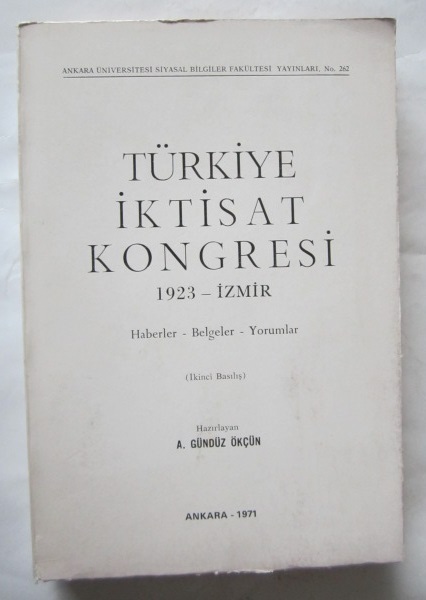 ANKARA ÜNİVERSİTESİ SİYASAL BİLGİLER FAKÜLTESİ YAYINLARI, No. 262
TÜRKİYE
İKTİSAT
KONGRESİ
1923 – İZMİR
Haberler - Belgeler - Yorumlar
(İkinci Basılış)
Hazırlayan
A. GÜNDÜZ ÖKÇÜN
ANKARA - 1971